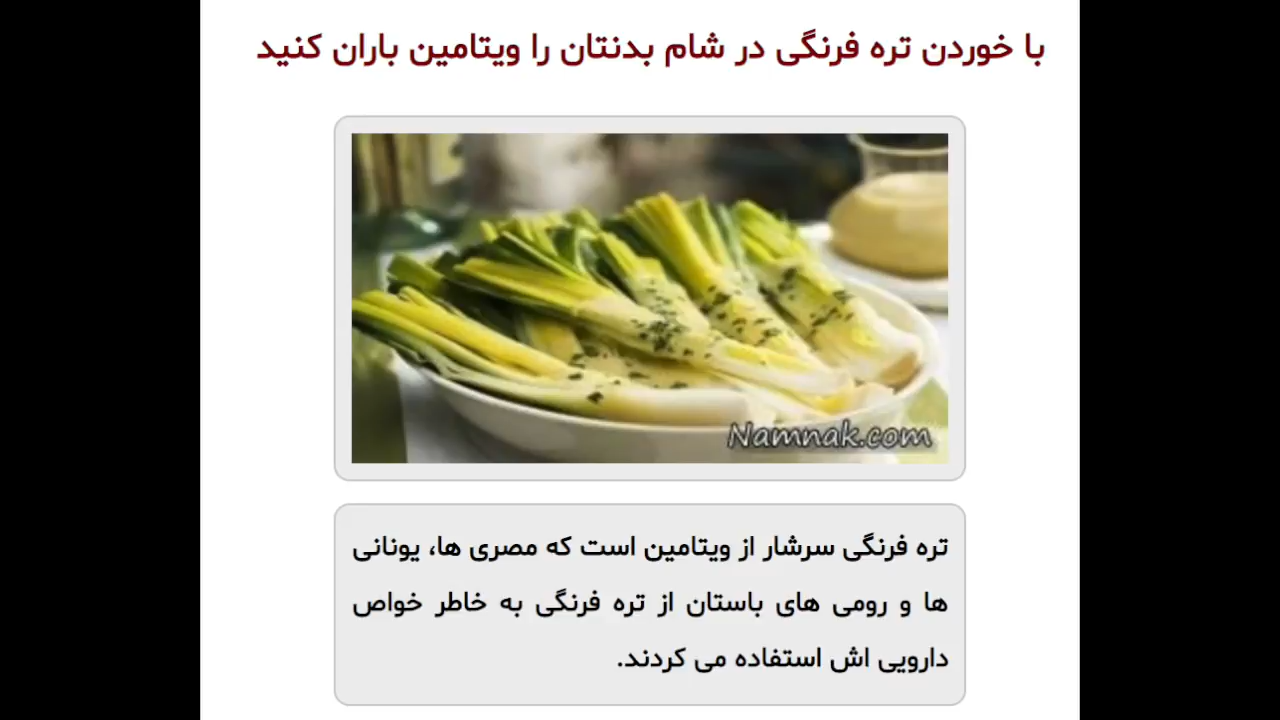 با خوردن تره فرنگی در شام بدنتان را ویتامین باران کنید
Namnak.com
تره فرنگی سرشار از ویتامین است که مصری ها، یونانی
ها و رومی های باستان از تره فرنگی به خاطر خواص
دارویی اش استفاده می کردند.